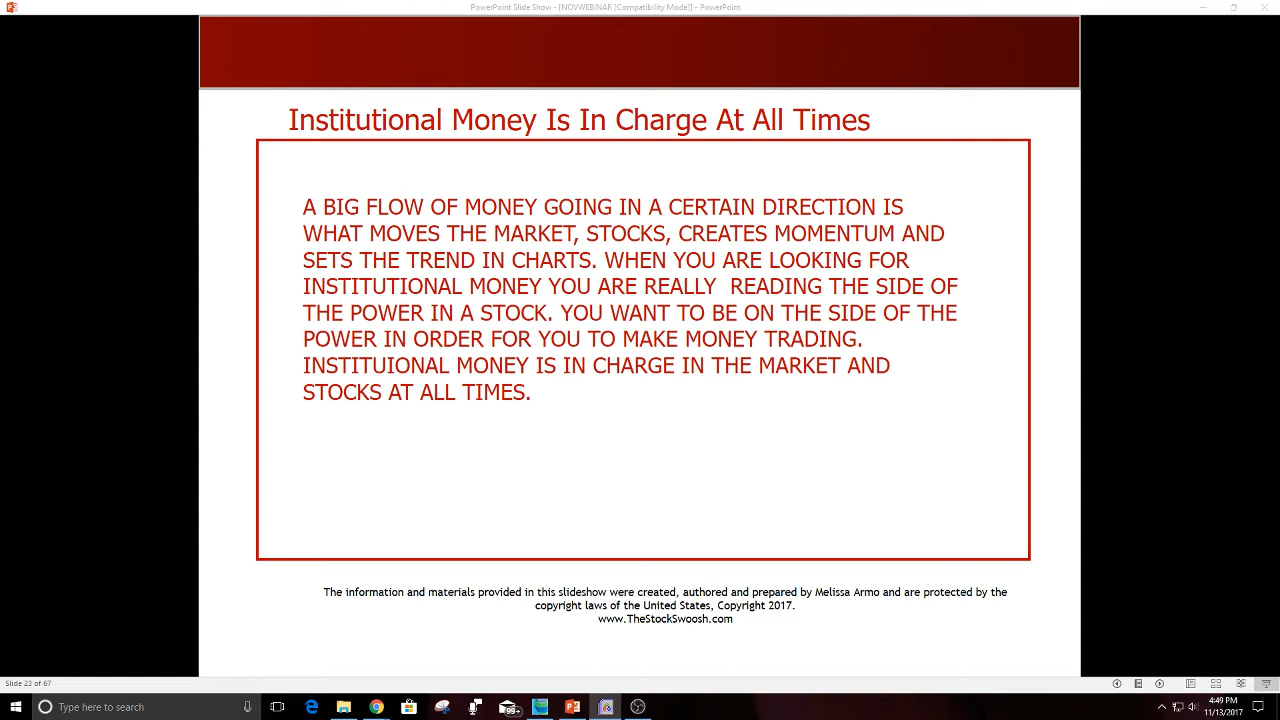 PowerPoint Slide Show - [NOVWEBINAR [Compatibility Mode]] - PowerPoint
Institutional Money Is In Charge At All Times
A BIG FLOW OF MONEY GOING IN A CERTAIN DIRECTION IS
WHAT MOVES THE MARKET, STOCKS, CREATES MOMENTUM AND
SETS THE TREND IN CHARTS. WHEN YOU ARE LOOKING FOR
INSTITUTIONAL MONEY YOU ARE REALLY  READING THE SIDE OF
THE POWER IN A STOCK. YOU WANT TO BE ON THE SIDE OF THE
POWER IN ORDER FOR YOU TO MAKE MONEY TRADING.
INSTITUIONAL MONEY IS IN CHARGE IN THE MARKET AND
STOCKS AT ALL TIMES.
The information and materials provided in this slideshow were created, authored and prepared by Melissa Armo and are protected by the
copyright laws of the United States, Copyright 2017.
www.TheStockSwoosh.com
Slide 23 of 67
Type here to search
99+
4:49 PM
11/13/2017